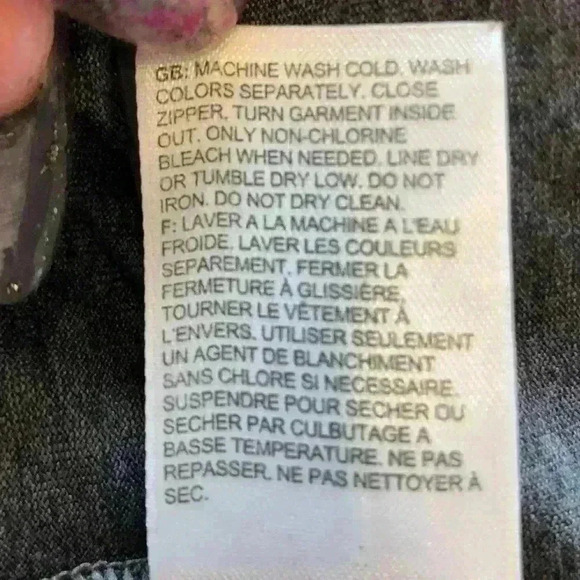 GB: MACHINE WASH COLD. WASH
COLORS SEPARATELY. CLOSE
ZIPPER, TURN GARMENT INSIDE
OUT. ONLY NON-CHLORINE
BLEACH WHEN NEEDED. LINE DRY
OR TUMBLE DRY LOW. DO NOT
IRON. DO NOT DRY CLEAN.
F: LAVER A LA MACHINE A L'EAU
FROIDE. LAVER LES COULEURS
SEPAREMENT. FERMER LA
FERMETURE À GLISSIÈRE,
TOURNER LE VÊTEMENT À
L'ENVERS. UTILISER SEULEMENT
UN AGENT DE BLANCHIMENT
SANS CHLORE SI NECESSAIRE.
SUSPENDRE POUR SECHER OU
SECHER PAR CULBUTAGE A
BASSE TEMPERATURE. NE PAS
REPASSER. NE PAS NETTOYER À
SEC.